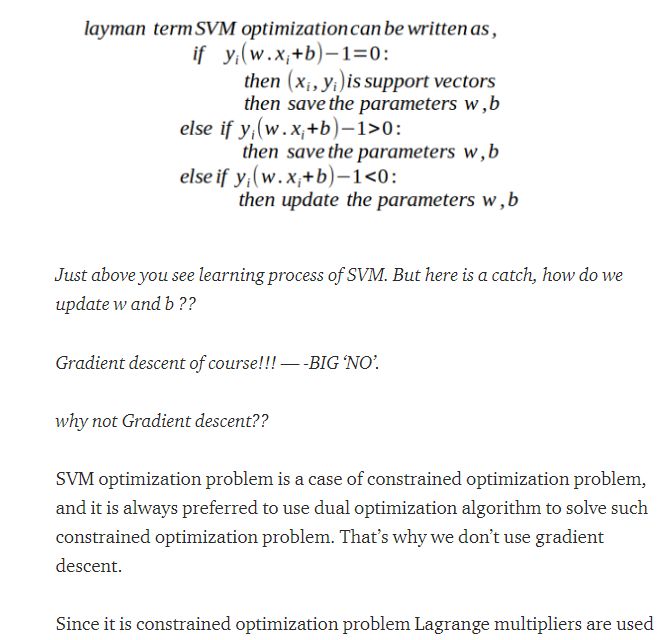 layman term SVM optimization can be written as,
if y_i(w.x_i+b)−1=0:
then (x_i, y_i) is support vectors
then save the parameters w,b
else if y_i(w.x_i+b)−1>0:
then save the parameters w,b
else if y_i(w.x_i+b)−1<0:
then update the parameters w,b
Just above you see learning process of SVM. But here is a catch, how do we
update w and b ??
Gradient descent of course!!! — -BIG ‘NO’.
why not Gradient descent??
SVM optimization problem is a case of constrained optimization problem,
and it is always preferred to use dual optimization algorithm to solve such
constrained optimization problem. That’s why we don’t use gradient
descent.
Since it is constrained optimization problem Lagrange multipliers are used